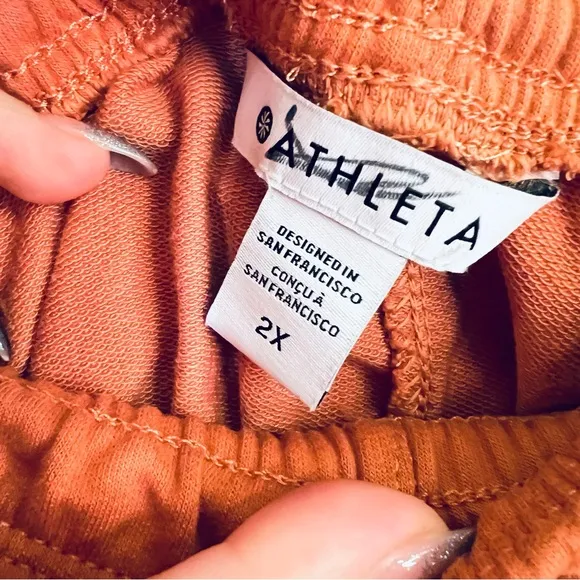 ATHLETA
DESIGNED IN
SAN FRANCISCO
CONÇU À
SAN FRANCISCO
2X